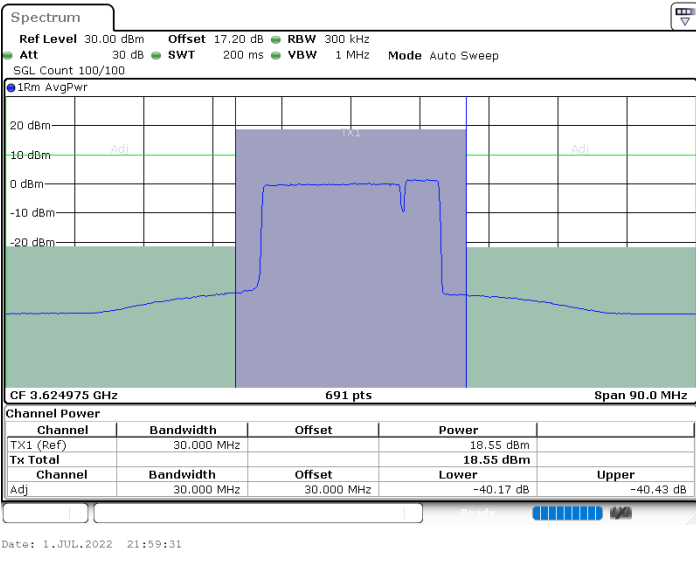 Spectrum
Ref Level 30.00 dBm Offset 17.20 dB RBW 300 kHz
Att 30 dB SWT 200 ms VBW 1 MHz Mode Auto Sweep
SGL Count 100/100
1Rm AvgPwr
20 dBm
TX1
Adj Adj
10 dBm
0 dBm
-10 dBm
-20 dBm
CF 3.624975 GHz 691 pts Span 90.0 MHz
Channel Power
Channel Bandwidth Offset Power
TX1 (Ref) 30.000 MHz 18.55 dBm
Tx Total 18.55 dBm
Channel Bandwidth Offset Lower Upper
Adj 30.000 MHz 30.000 MHz -40.17 dB -40.43 dB
Ready
Date: 1.JUL.2022 21:59:31